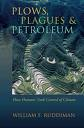 PLOWS,
PLAGUES &
PETROLEUM
How Humans Took Control of Climate
WILLIAM F. RUDDIMAN